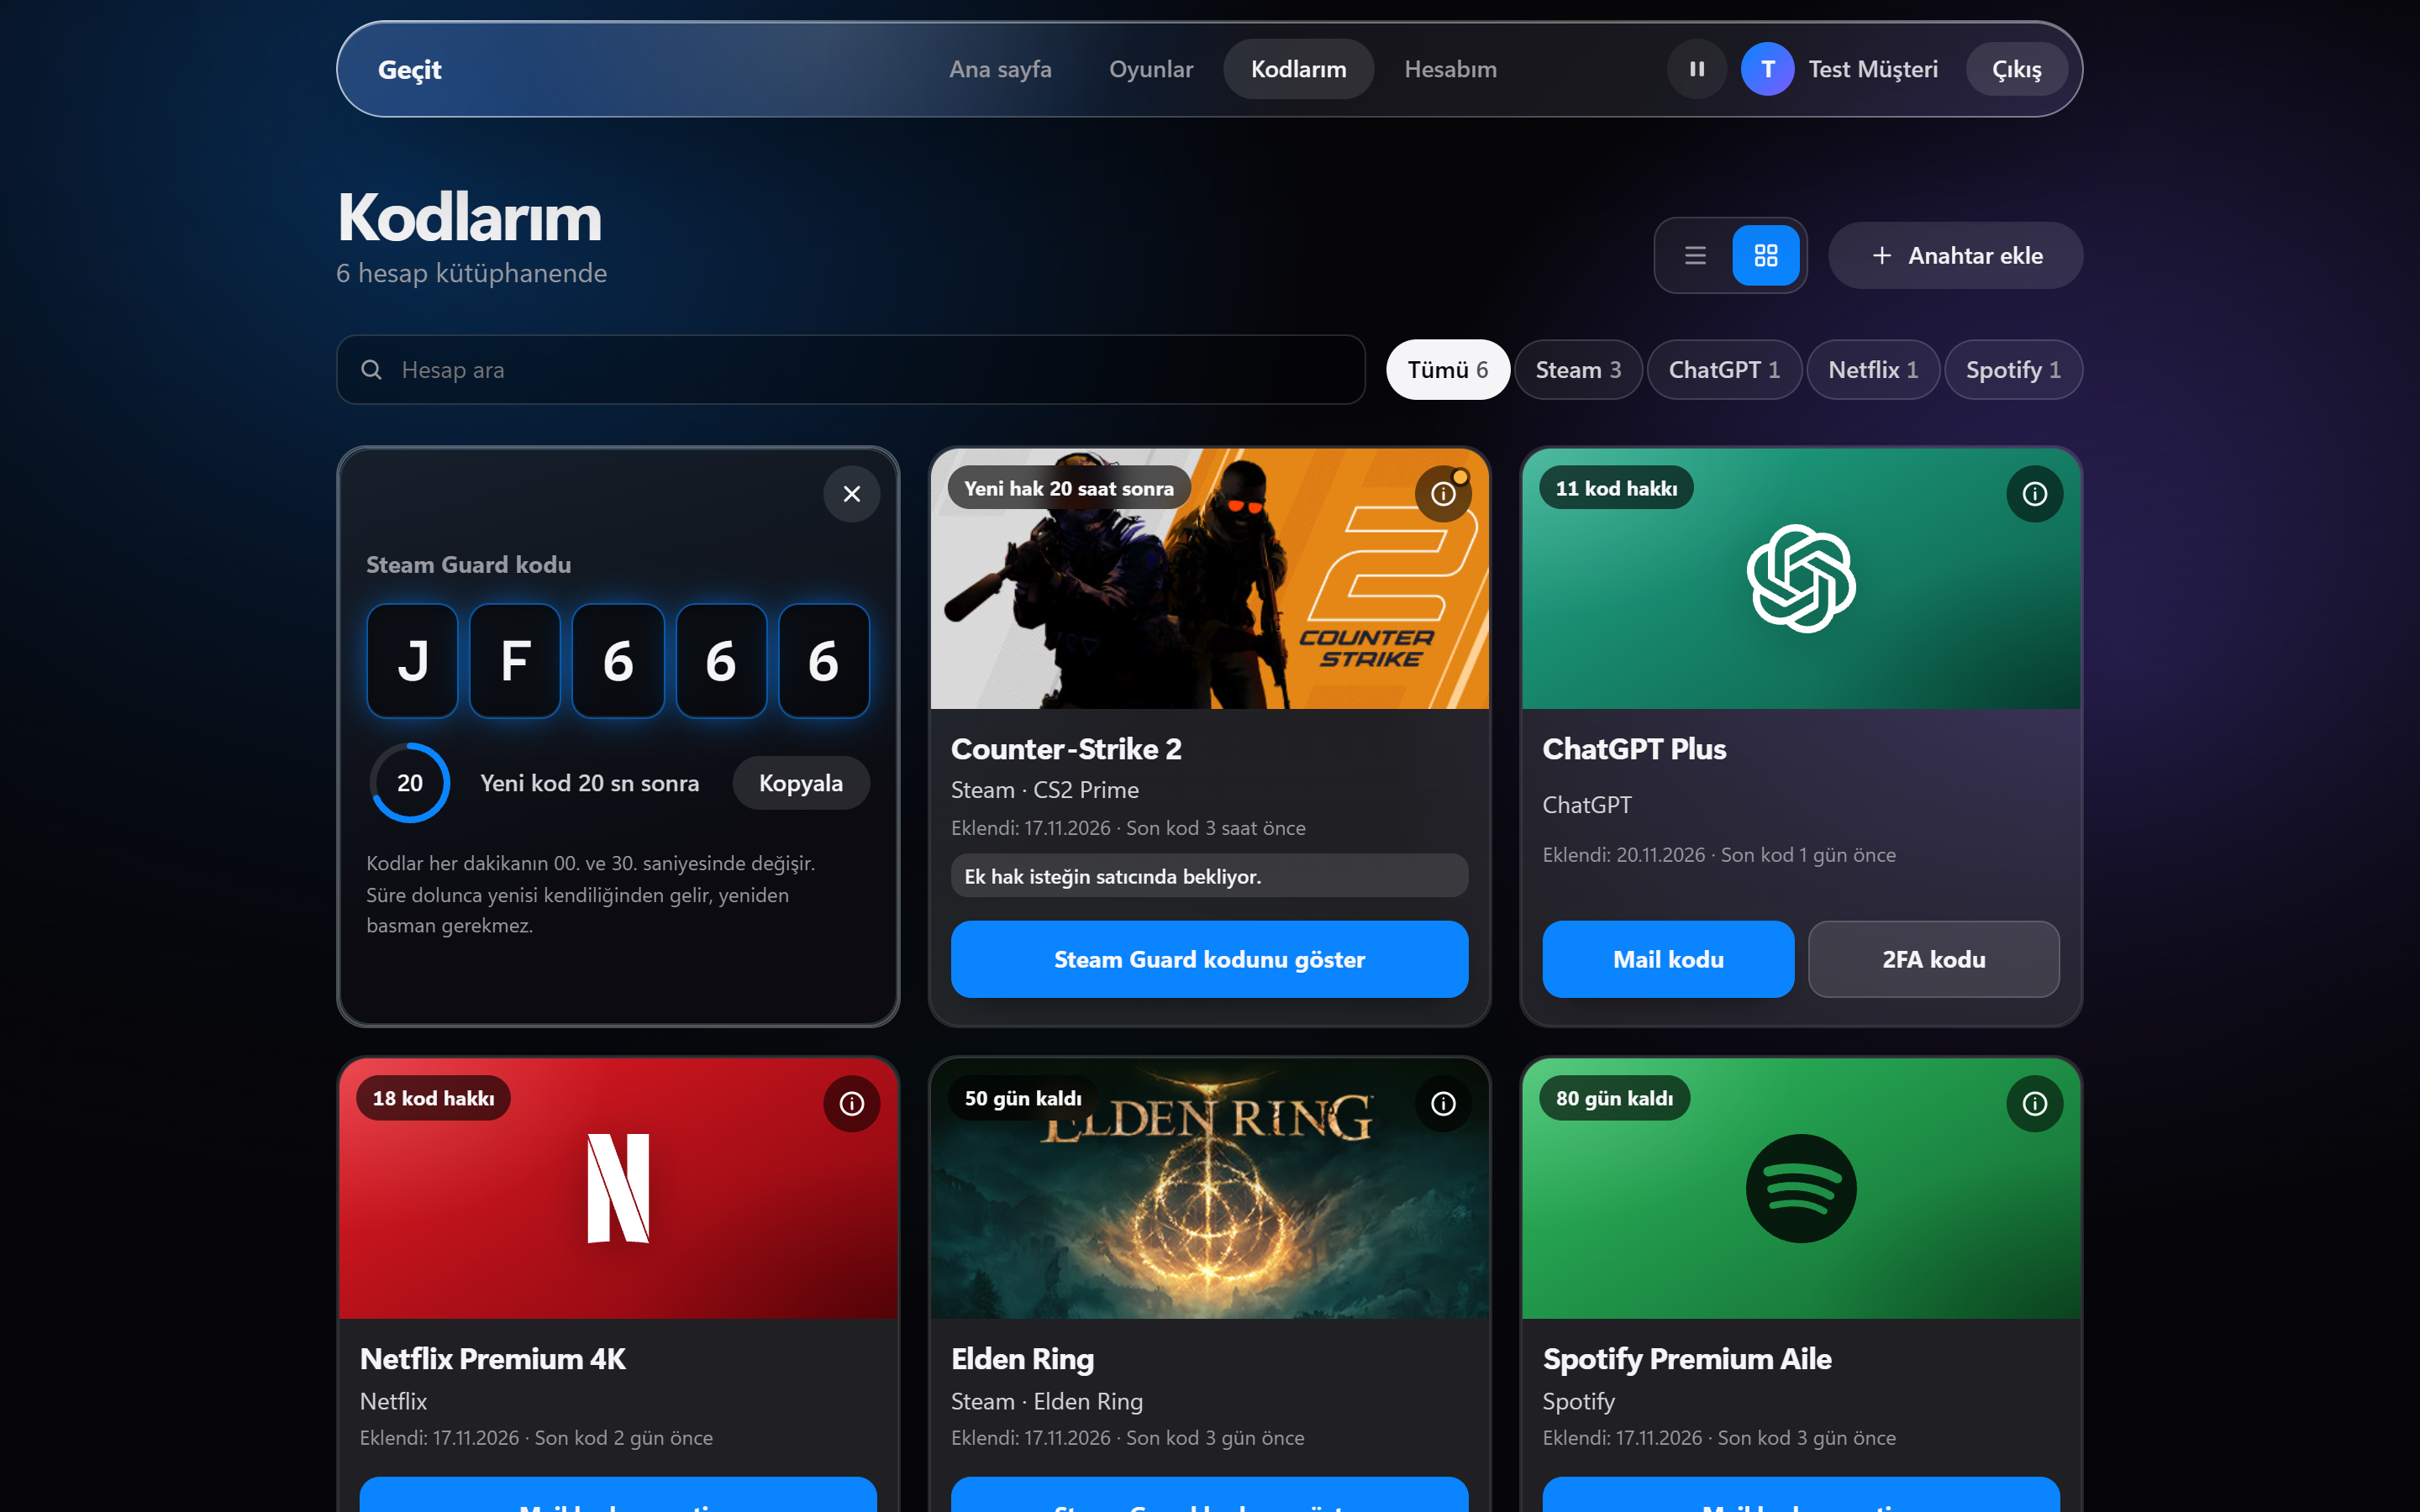 Geçit
Ana sayfa
Oyunlar
Kodlarım
Hesabım
T
Test Müşteri
Çıkış
Kodlarım
6 hesap kütüphanende
Anahtar ekle
Hesap ara
Tümü 6
Steam 3
ChatGPT 1
Netflix 1
Spotify 1
Steam Guard kodu
J F 6 6 6
20
Yeni kod 20 sn sonra
Kopyala
Kodlar her dakikanın 00. ve 30. saniyesinde değişir.
Süre dolunca yenisi kendiliğinden gelir, yeniden
basman gerekmez.
Yeni hak 20 saat sonra
2
COUNTER
STRIKE
Counter-Strike 2
Steam · CS2 Prime
Eklendi: 17.11.2026 · Son kod 3 saat önce
Ek hak isteğin satıcında bekliyor.
Steam Guard kodunu göster
11 kod hakkı
ChatGPT Plus
ChatGPT
Eklendi: 20.11.2026 · Son kod 1 gün önce
Mail kodu
2FA kodu
18 kod hakkı
N
Netflix Premium 4K
Netflix
Eklendi: 17.11.2026 · Son kod 2 gün önce
50 gün kaldı
ELDEN RING
Elden Ring
Steam · Elden Ring
Eklendi: 17.11.2026 · Son kod 3 gün önce
80 gün kaldı
Spotify Premium Aile
Spotify
Eklendi: 17.11.2026 · Son kod 3 gün önce